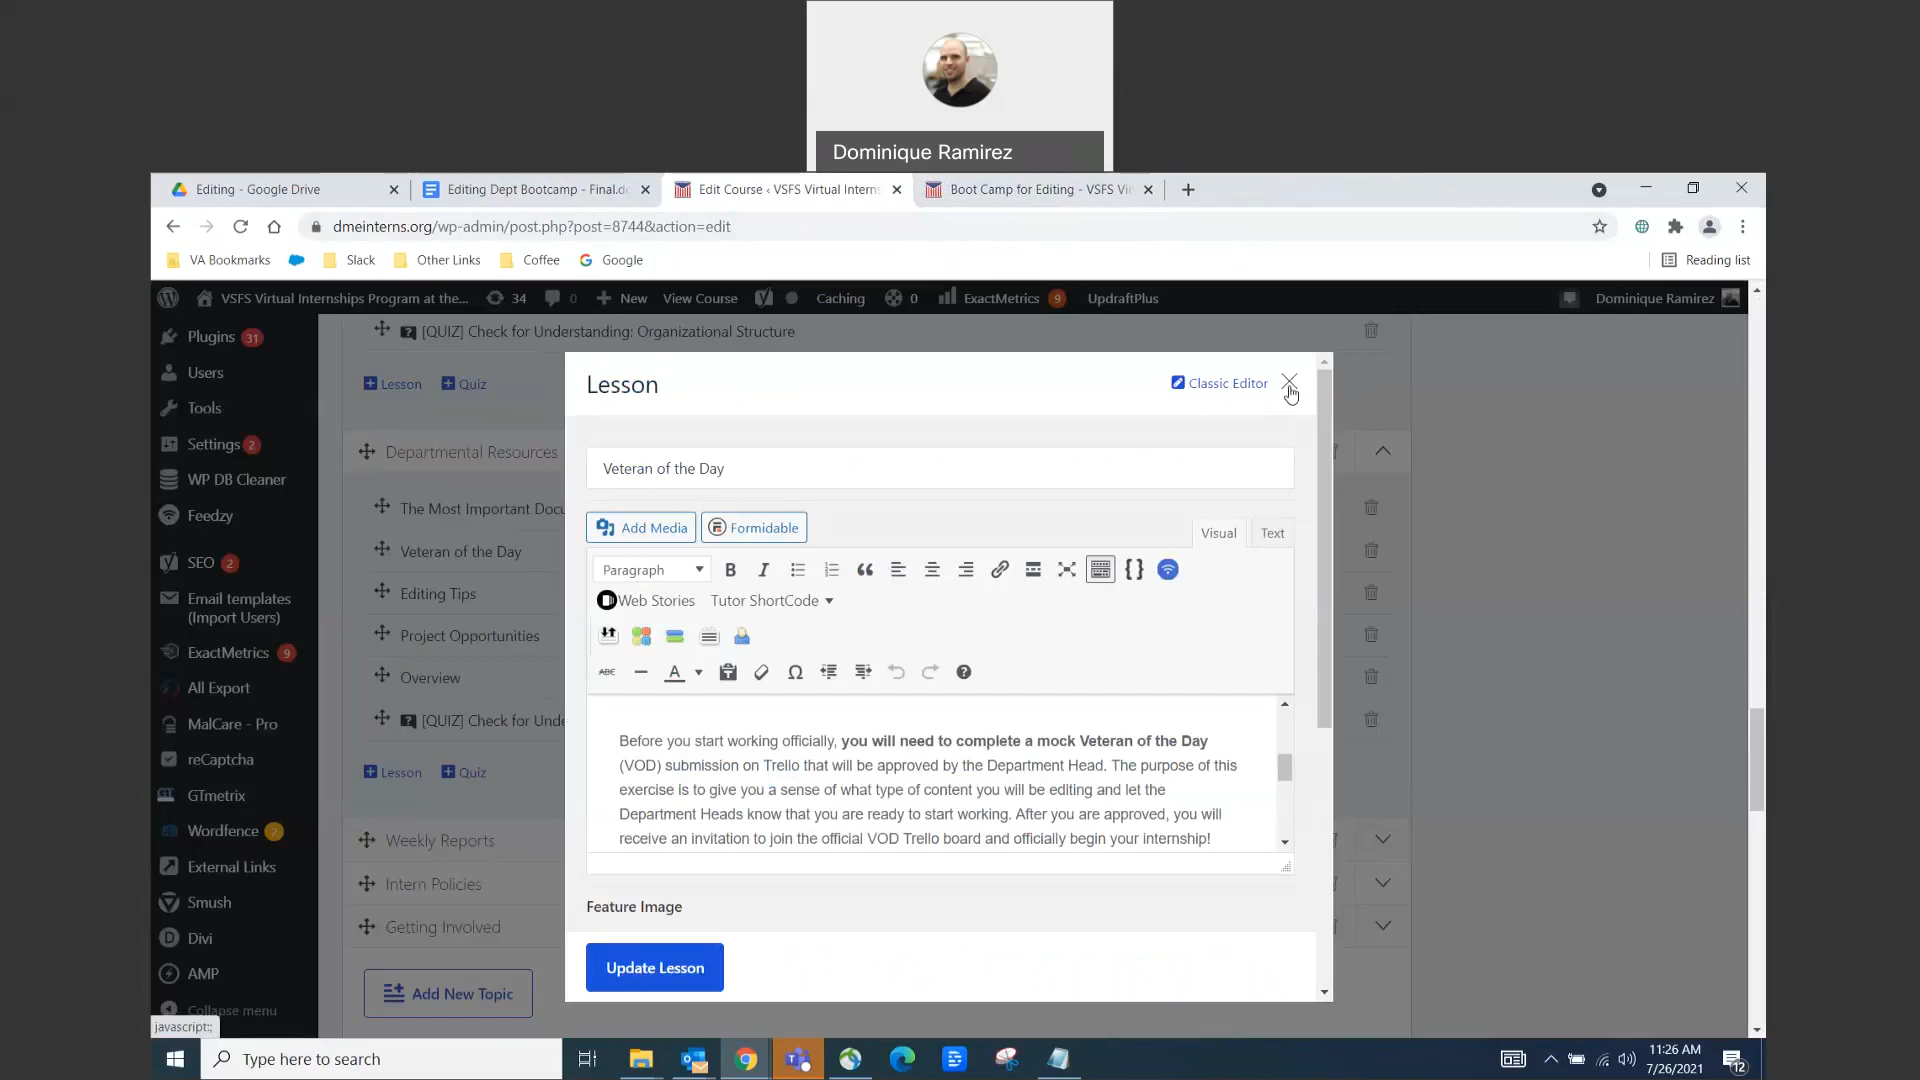 Dominique Ramirez
Editing - Google Drive
Editing Dept Bootcamp - Final.do
Edit Course ‹ VSFS Virtual Interns
Boot Camp for Editing - VSFS Vir
dmeinterns.org/wp-admin/post.php?post=8744&action=edit
VA Bookmarks
Slack
Other Links
Coffee
Google
Reading list
VSFS Virtual Internships Program at the...
34
0
New
View Course
Caching
0
ExactMetrics 9
UpdraftPlus
Dominique Ramirez
Plugins 31
Users
Tools
Settings 2
WP DB Cleaner
Feedzy
SEO 2
Email templates
(Import Users)
ExactMetrics 9
All Export
MalCare - Pro
reCaptcha
GTmetrix
Wordfence 2
External Links
Smush
Divi
AMP
Collapse menu
javascript:;
[QUIZ] Check for Understanding: Organizational Structure
Lesson
Quiz
Departmental Resources
The Most Important Docu
Veteran of the Day
Editing Tips
Project Opportunities
Overview
[QUIZ] Check for Unde
Lesson
Quiz
Weekly Reports
Intern Policies
Getting Involved
Add New Topic
Lesson
Classic Editor
Veteran of the Day
Add Media
Formidable
Visual
Text
Paragraph
B
I
Web Stories
Tutor ShortCode
ABC
A
Ω
Before you start working officially, you will need to complete a mock Veteran of the Day
(VOD) submission on Trello that will be approved by the Department Head. The purpose of this
exercise is to give you a sense of what type of content you will be editing and let the
Department Heads know that you are ready to start working. After you are approved, you will
receive an invitation to join the official VOD Trello board and officially begin your internship!
Feature Image
Update Lesson
Type here to search
11:26 AM
7/26/2021
12